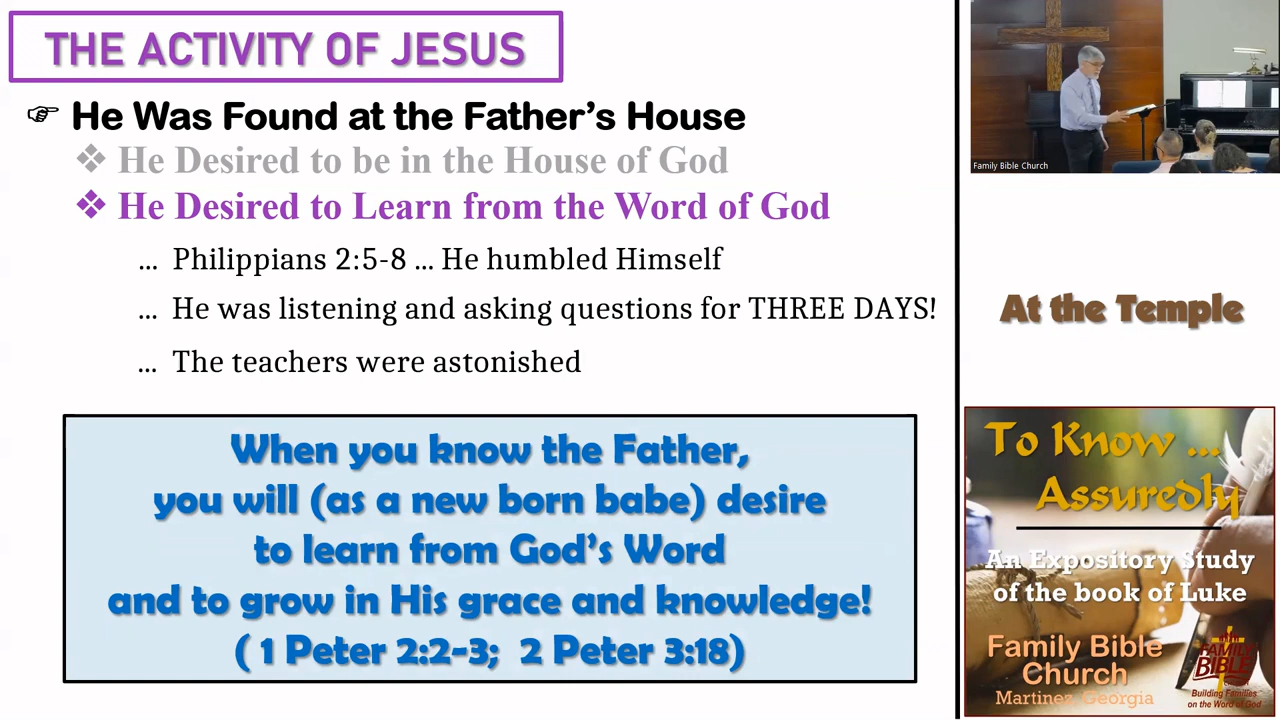 THE ACTIVITY OF JESUS
He Was Found at the Father's House
He Desired to be in the House of God
He Desired to Learn from the Word of God
... Philippians 2:5-8 ... He humbled Himself
... He was listening and asking questions for THREE DAYS!
... The teachers were astonished
When you know the Father,
you will (as a new born babe) desire
to learn from God's Word
and to grow in His grace and knowledge!
( 1 Peter 2:2-3; 2 Peter 3:18)
Family Bible Church
At the Temple
To Know ...
Assuredly
An Expository Study
of the book of Luke
Family Bible
Church
Martinez, Georgia
FAMILY
BIBLE
Building Families
on the Word of God